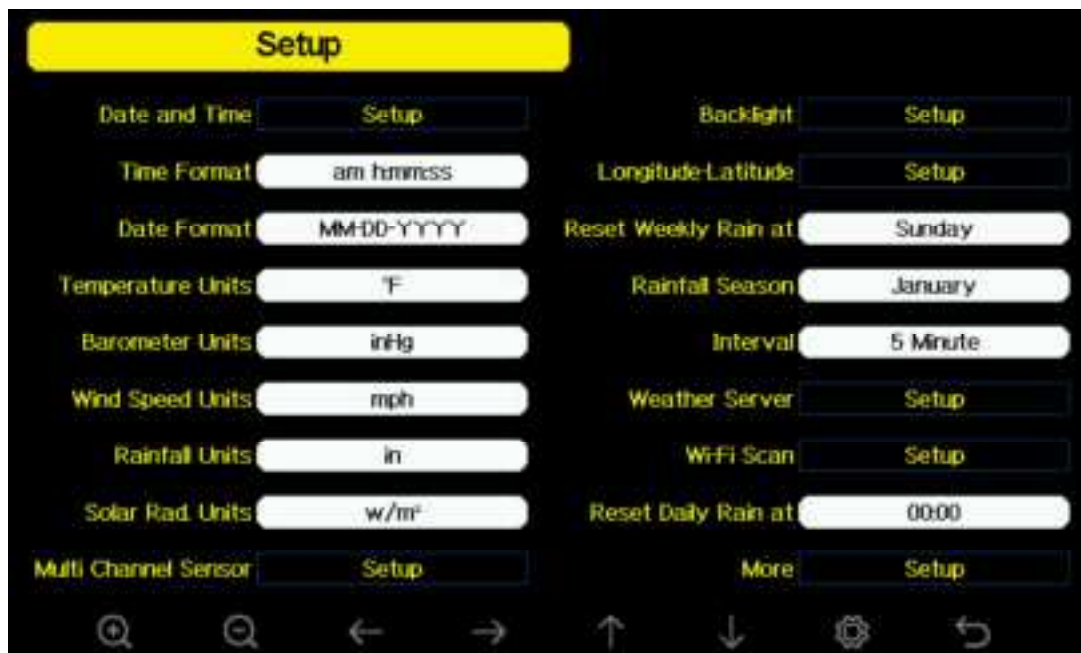 Setup
Date and Time Setup
Time Format am h:mm:ss
Date Format MM-DD-YYYY
Temperature Units °F
Barometer Units inHg
Wind Speed Units mph
Rainfall Units in
Solar Rad. Units w/m²
Multi Channel Sensor Setup
Backlight Setup
Longitude-Latitude Setup
Reset Weekly Rain at Sunday
Rainfall Season January
Interval 5 Minute
Weather Server Setup
Wi-Fi Scan Setup
Reset Daily Rain at 00:00
More Setup